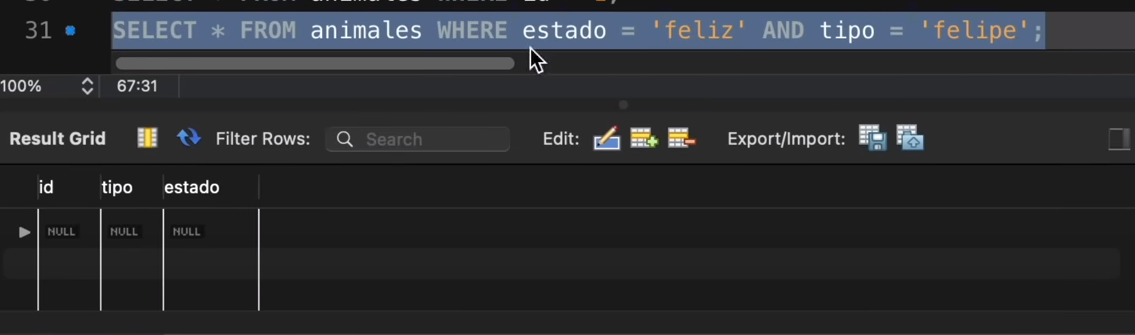 31 SELECT * FROM animales WHERE estado = 'feliz' AND tipo = 'felipe';
100% 67:31
Result Grid Filter Rows: Search Edit: Export/Import:
id tipo estado
NULL NULL NULL